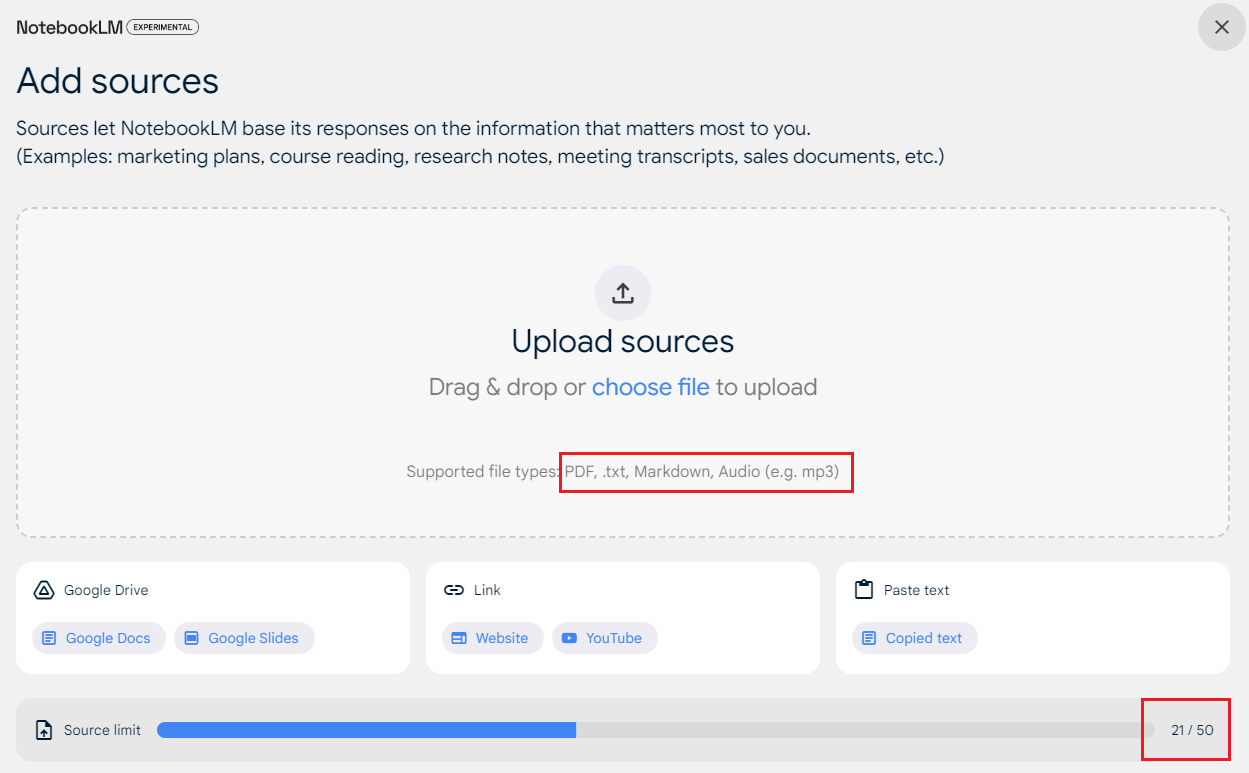 NotebookLM EXPERIMENTAL
Add sources
Sources let NotebookLM base its responses on the information that matters most to you.
(Examples: marketing plans, course reading, research notes, meeting transcripts, sales documents, etc.)
Upload sources
Drag & drop or choose file to upload
Supported file types: PDF, .txt, Markdown, Audio (e.g. mp3)
Google Drive
Google Docs Google Slides
Link
Website YouTube
Paste text
Copied text
Source limit 21 / 50